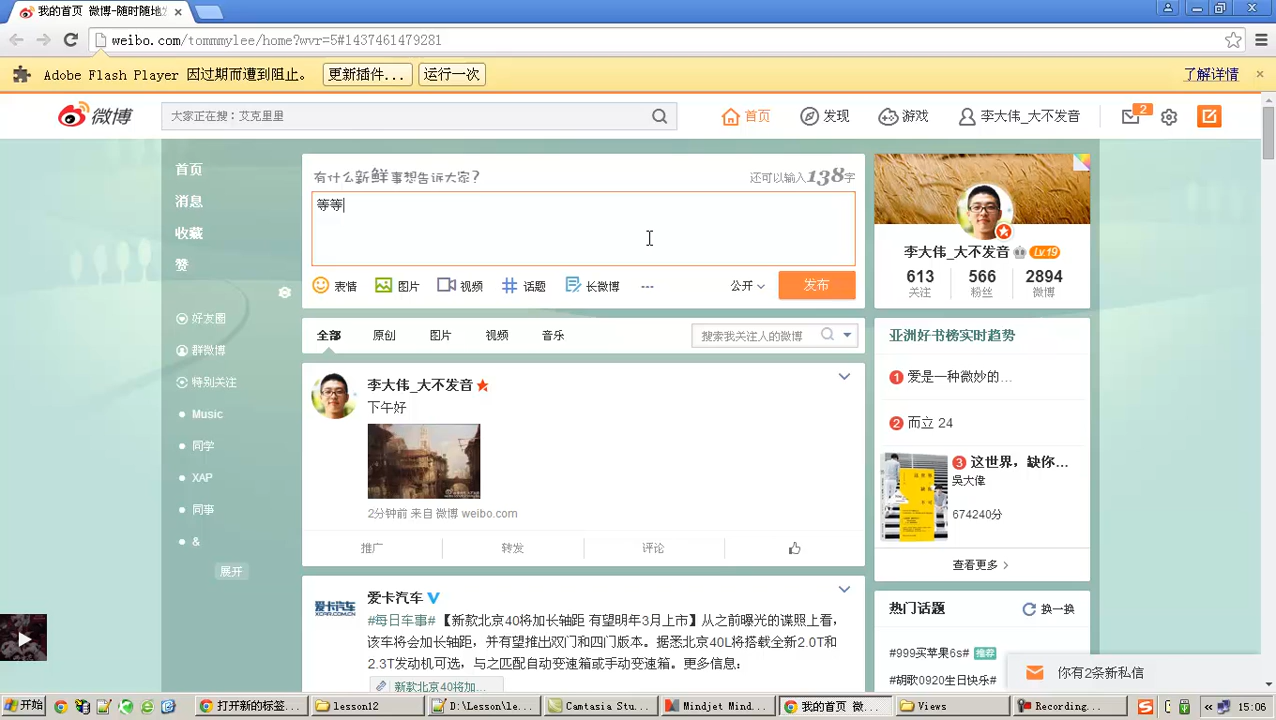 我的首页 微博-随时随地
weibo.com/tommmylee/home?wvr=5#1437461479281
Adobe Flash Player 因过期而遭到阻止。 更新插件... 运行一次 了解详情
微博 大家正在搜：艾克里里 首页 发现 游戏 李大伟_大不发音 2
首页
消息
收藏
赞
好友圈
群微博
特别关注
Music
同学
XAP
同事
&
展开
有什么新鲜事想告诉大家? 还可以输入138字
等等
表情 图片 视频 话题 长微博 ... 公开 发布
全部 原创 图片 视频 音乐 搜索我关注人的微博
李大伟_大不发音
下午好
2分钟前 来自 微博 weibo.com
推广 转发 评论
爱卡汽车
爱卡汽车 XCAR.COM.CN
#每日车事#【新款北京40将加长轴距 有望明年3月上市】从之前曝光的谍照上看，
该车将会加长轴距，并有望推出双门和四门版本。据悉北京40L将搭载全新2.0T和
2.3T发动机可选，与之匹配自动变速箱或手动变速箱。更多信息：
新款北京40将加...
李大伟_大不发音 Lv.19
613 566 2894
关注 粉丝 微博
亚洲好书榜实时趋势
1 爱是一种微妙的...
2 而立 24
3 这世界，缺你...
吳大偉
674240分
查看更多
热门话题 换一换
#999买苹果6s# 推荐
#胡歌0920生日快乐#
你有2条新私信
开始 打开新的标签... lesson12 D:\Lesson\le... Camtasia Stu... Mindjet Mind... 我的首页 微... Views Recording... 15:06